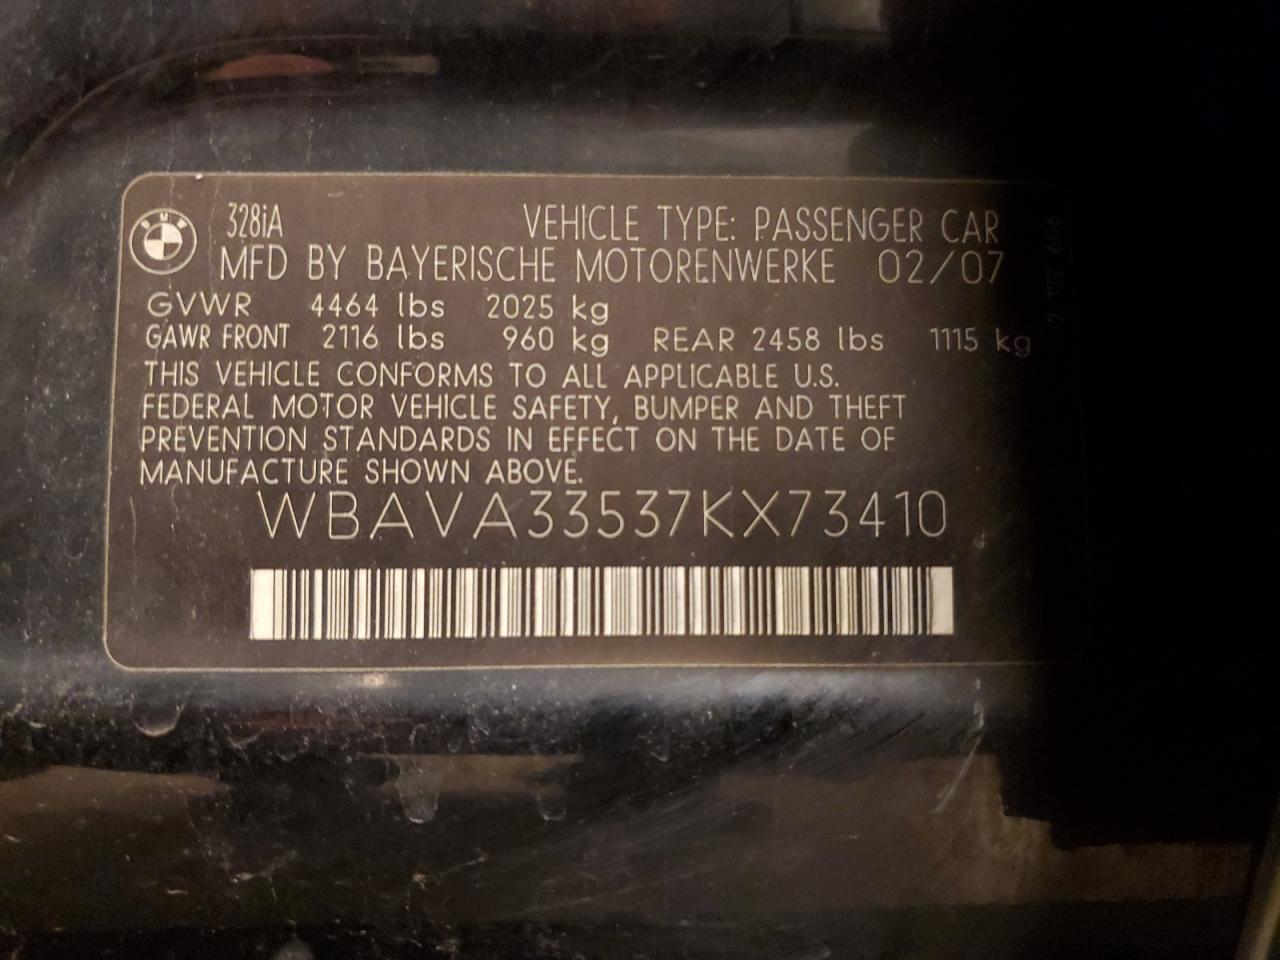 BMW
328iA VEHICLE TYPE: PASSENGER CAR
MFD BY BAYERISCHE MOTORENWERKE 02/07
GVWR 4464 lbs 2025 kg
GAWR FRONT 2116 lbs 960 kg REAR 2458 lbs 1115 kg
THIS VEHICLE CONFORMS TO ALL APPLICABLE U.S.
FEDERAL MOTOR VEHICLE SAFETY, BUMPER AND THEFT
PREVENTION STANDARDS IN EFFECT ON THE DATE OF
MANUFACTURE SHOWN ABOVE.
WBAVA33537KX73410